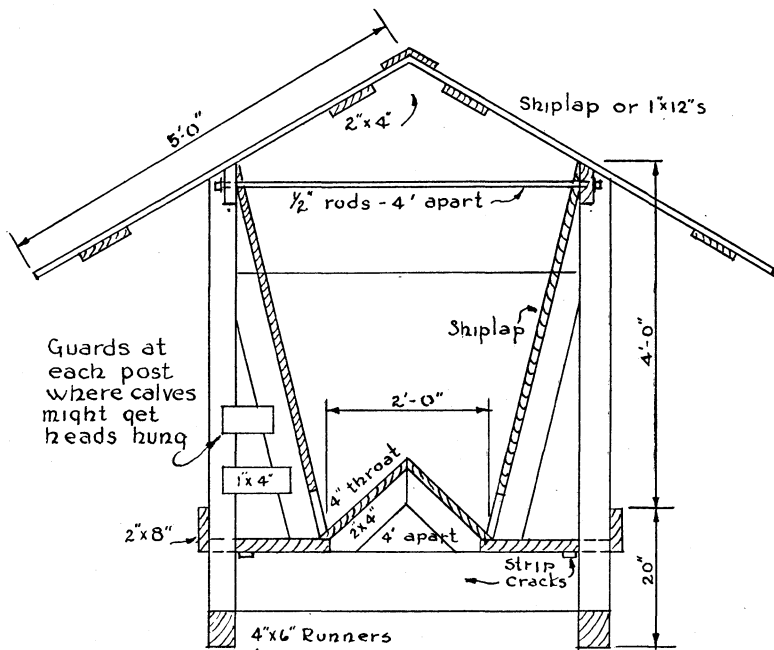 5'-0"
2"x4"
Shiplap or 1"x12"s
1/2" rods - 4' apart
Shiplap
4'-0"
Guards at
each post
where calves
might get
heads hung
2'-0"
1"x4"
4" throat
2"x4"
4' apart
2"x8"
Strip
Cracks
20"
4"x6" Runners